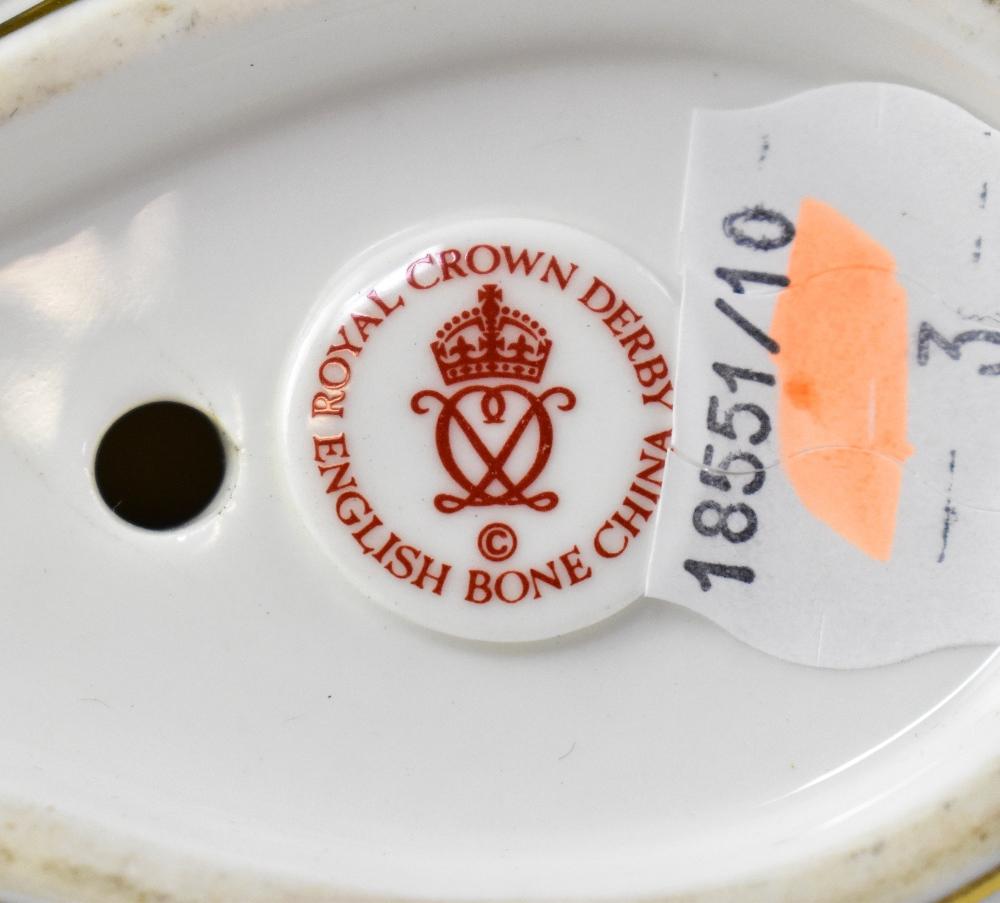 ROYAL CROWN DERBY
ENGLISH BONE CHINA
©
18551/10
3